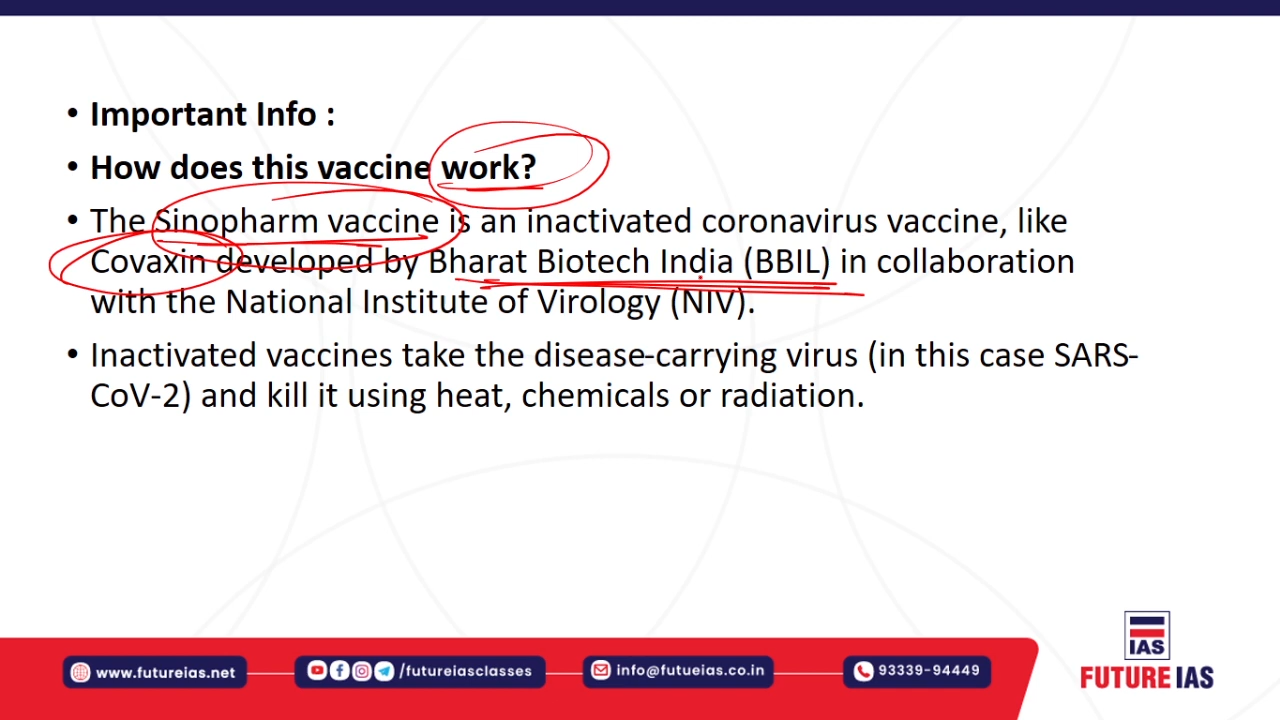 • Important Info :
• How does this vaccine work?
• The Sinopharm vaccine is an inactivated coronavirus vaccine, like
Covaxin developed by Bharat Biotech India (BBIL) in collaboration
with the National Institute of Virology (NIV).
• Inactivated vaccines take the disease-carrying virus (in this case SARS-
CoV-2) and kill it using heat, chemicals or radiation.
IAS
www.futureias.net
/futureiasclasses
info@futueias.co.in
93339-94449
FUTURE IAS